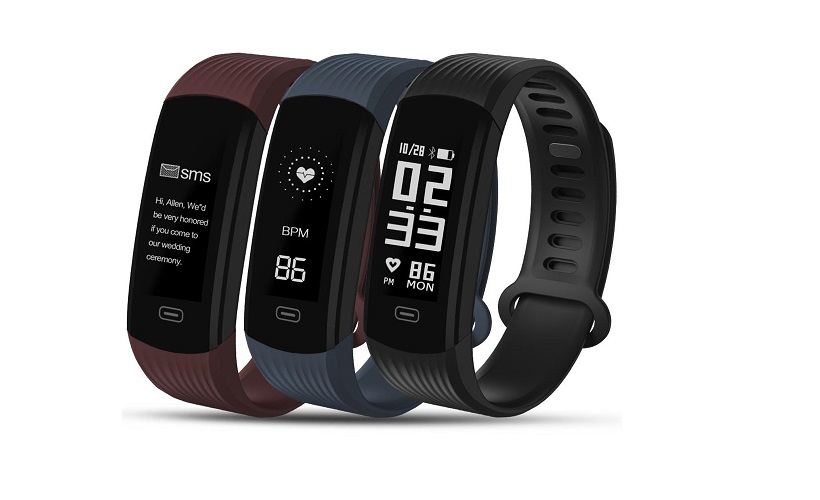 sms
Hi, Allen, We"d
be very honored
if you come to
our wedding
ceremony.
BPM
86
10/28
02
33
86
PM MON